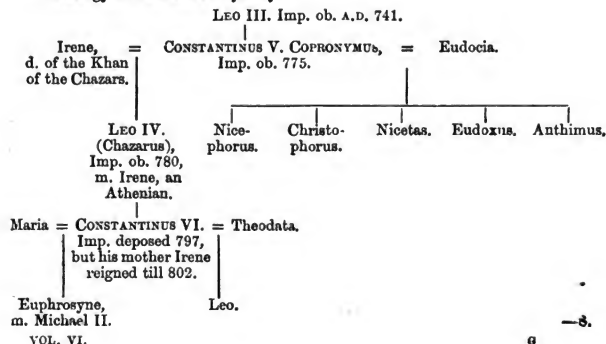 LEO III. Imp. ob. A.D. 741.
Irene, = CONSTANTINUS V. COPRONYMUS, = Eudocia.
d. of the Khan Imp. ob. 775.
of the Chazars.
LEO IV. Nice- Christo- Nicetas. Eudoxus. Anthimus,
(Chazarus), phorus. phorus.
Imp. ob. 780,
m. Irene, an
Athenian.
Maria = CONSTANTINUS VI. = Theodata.
Imp. deposed 797,
but his mother Irene
reigned till 802.
Euphrosyne, Leo.
m. Michael II. —S.
VOL. VI. G